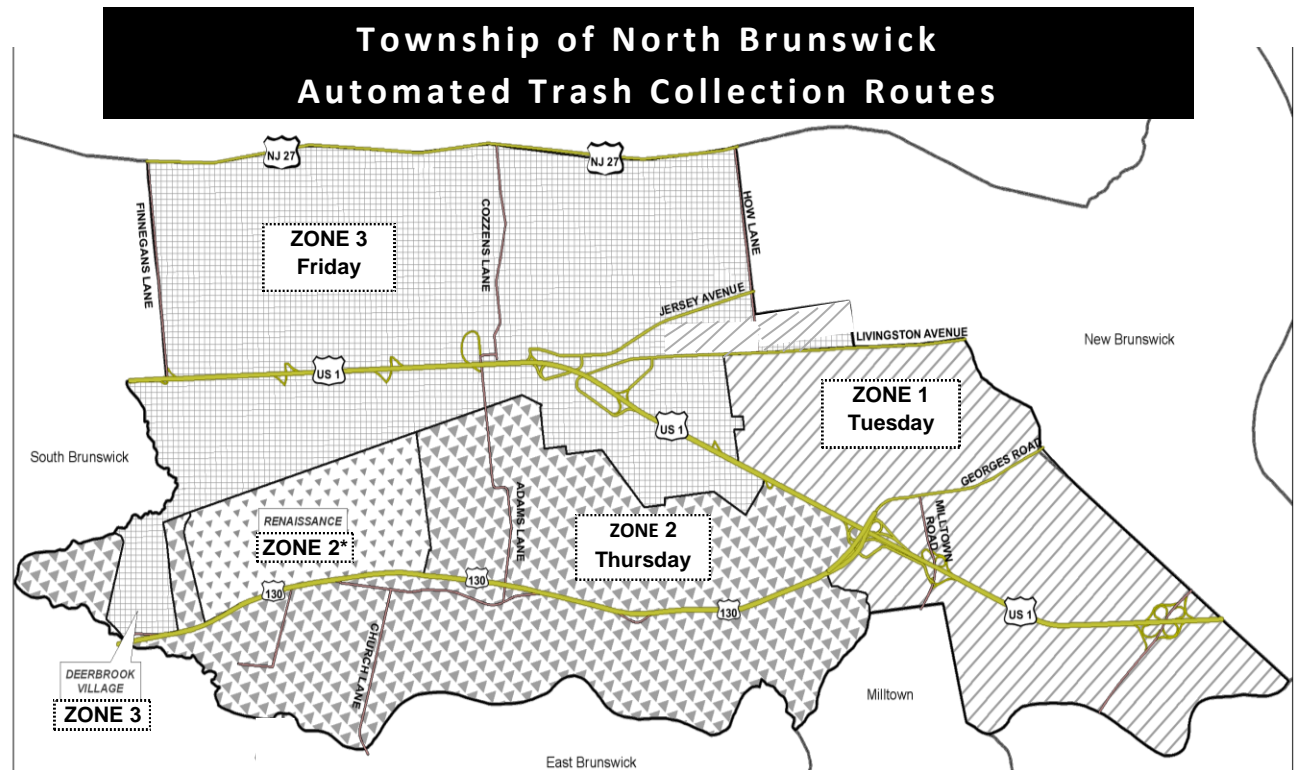 Township of North Brunswick
Automated Trash Collection Routes
NJ 27
NJ 27
FINNEGANS LANE
COZZENS LANE
HOW LANE
ZONE 3
Friday
JERSEY AVENUE
LIVINGSTON AVENUE
New Brunswick
US 1
ZONE 1
Tuesday
US 1
South Brunswick
GEORGES ROAD
ADAMS LANE
MILLTOWN
ROAD
RENAISSANCE
ZONE 2*
ZONE 2
Thursday
130
130
130
US 1
CHURCH LANE
DEERBROOK
VILLAGE
ZONE 3
Milltown
East Brunswick